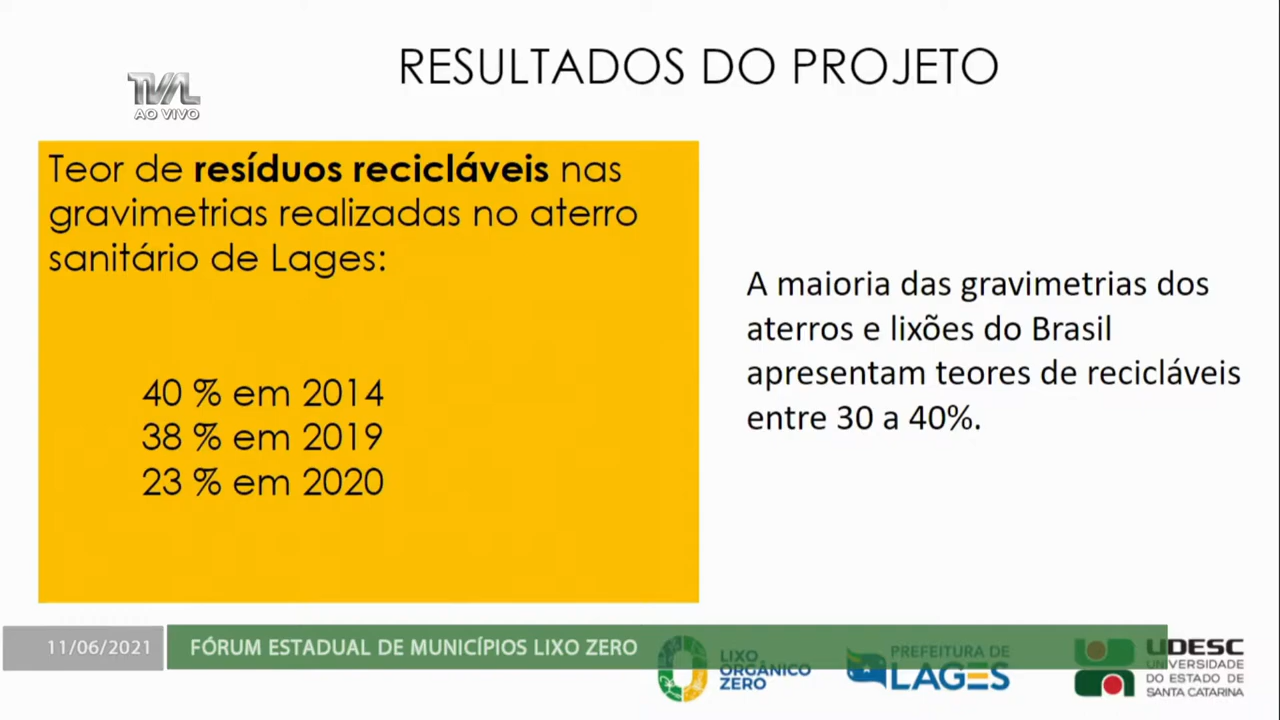 RESULTADOS DO PROJETO
TVAL
AO VIVO
Teor de resíduos recicláveis nas
gravimetrias realizadas no aterro
sanitário de Lages:
40 % em 2014
38 % em 2019
23 % em 2020
A maioria das gravimetrias dos
aterros e lixões do Brasil
apresentam teores de recicláveis
entre 30 a 40%.
11/06/2021
FÓRUM ESTADUAL DE MUNICÍPIOS LIXO ZERO
LIXO
ORGÂNICO
ZERO
PREFEITURA DE
LAGES
UDESC
UNIVERSIDADE
DO ESTADO DE
SANTA CATARINA